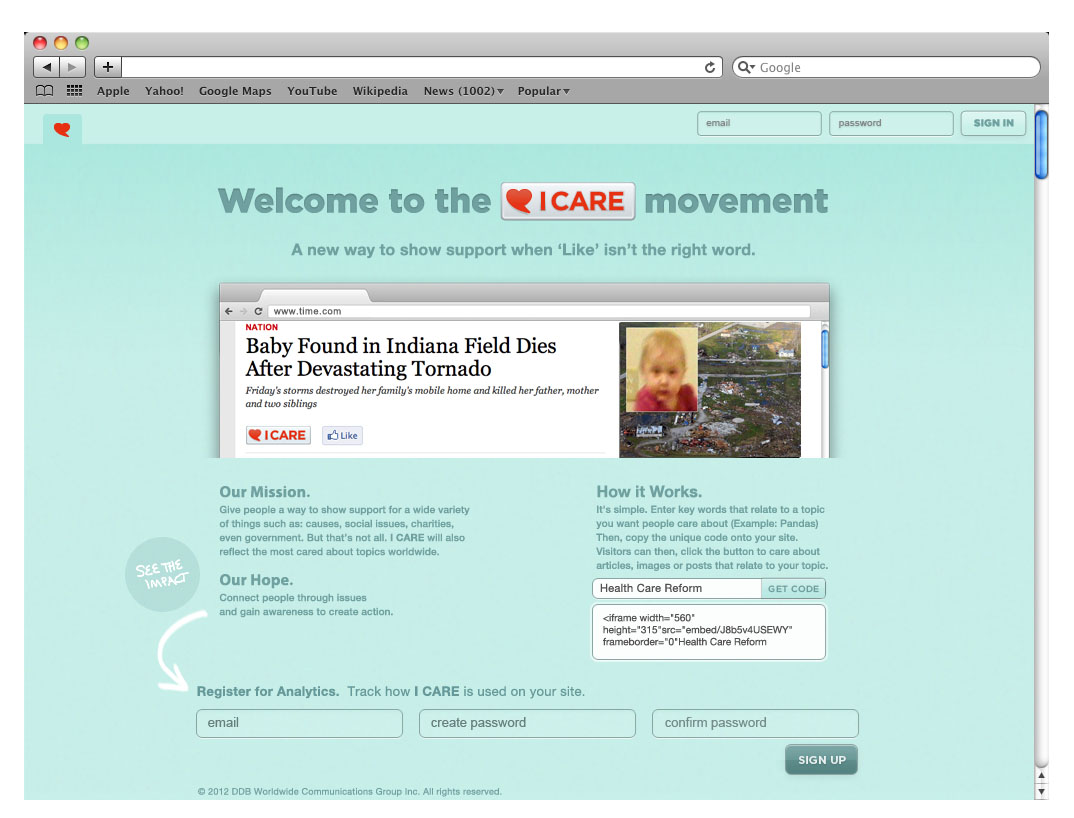 Google
Apple Yahoo! Google Maps YouTube Wikipedia News (1002) Popular
email password SIGN IN
Welcome to the I CARE movement
A new way to show support when ‘Like’ isn’t the right word.
www.time.com
NATION
Baby Found in Indiana Field Dies
After Devastating Tornado
Friday's storms destroyed her family's mobile home and killed her father, mother
and two siblings
I CARE Like
Our Mission.
Give people a way to show support for a wide variety
of things such as: causes, social issues, charities,
even government. But that’s not all. I CARE will also
reflect the most cared about topics worldwide.
Our Hope.
Connect people through issues
and gain awareness to create action.
SEE THE
IMPACT
How it Works.
It's simple. Enter key words that relate to a topic
you want people care about (Example: Pandas)
Then, copy the unique code onto your site.
Visitors can then, click the button to care about
articles, images or posts that relate to your topic.
Health Care Reform GET CODE
<iframe width="560"
height="315"src="embed/J8b5v4USEWY"
frameborder="0"Health Care Reform
Register for Analytics. Track how I CARE is used on your site.
email create password confirm password
SIGN UP
© 2012 DDB Worldwide Communications Group Inc. All rights reserved.